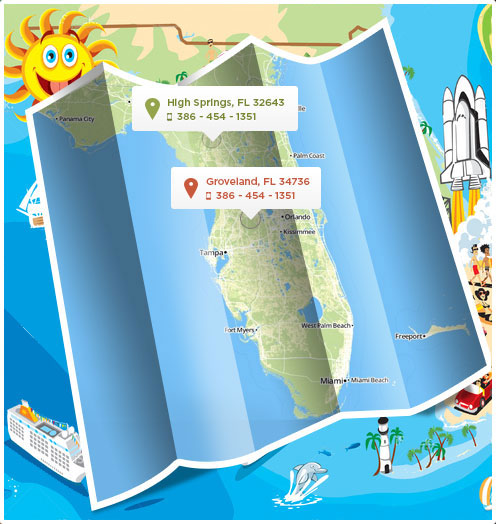 High Springs, FL 32643
386 - 454 - 1351
Panama City
Palm Coast
Groveland, FL 34736
386 - 454 - 1351
Orlando
Kissimmee
Tampa
Fort Myers
West Palm Beach
Freeport
Miami
Miami Beach